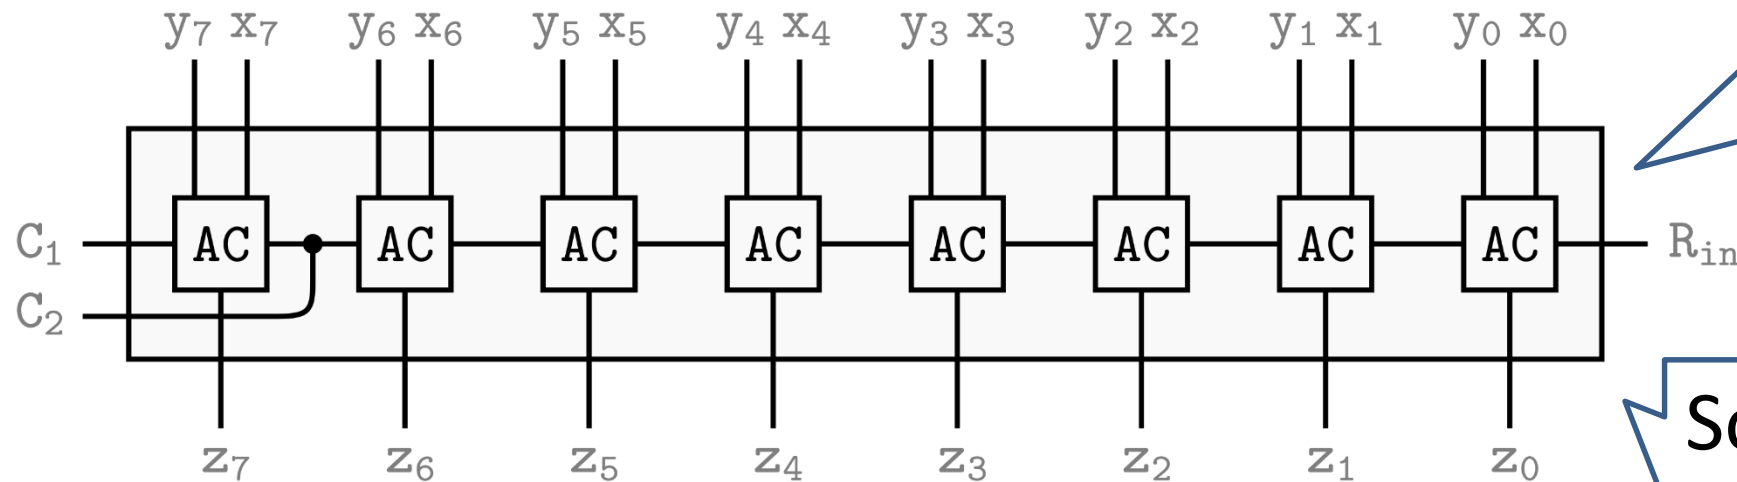 y₇ x₇ y₆ x₆ y₅ x₅ y₄ x₄ y₃ x₃ y₂ x₂ y₁ x₁ y₀ x₀
C₁ AC AC AC AC AC AC AC AC R_in
C₂
z₇ z₆ z₅ z₄ z₃ z₂ z₁ z₀